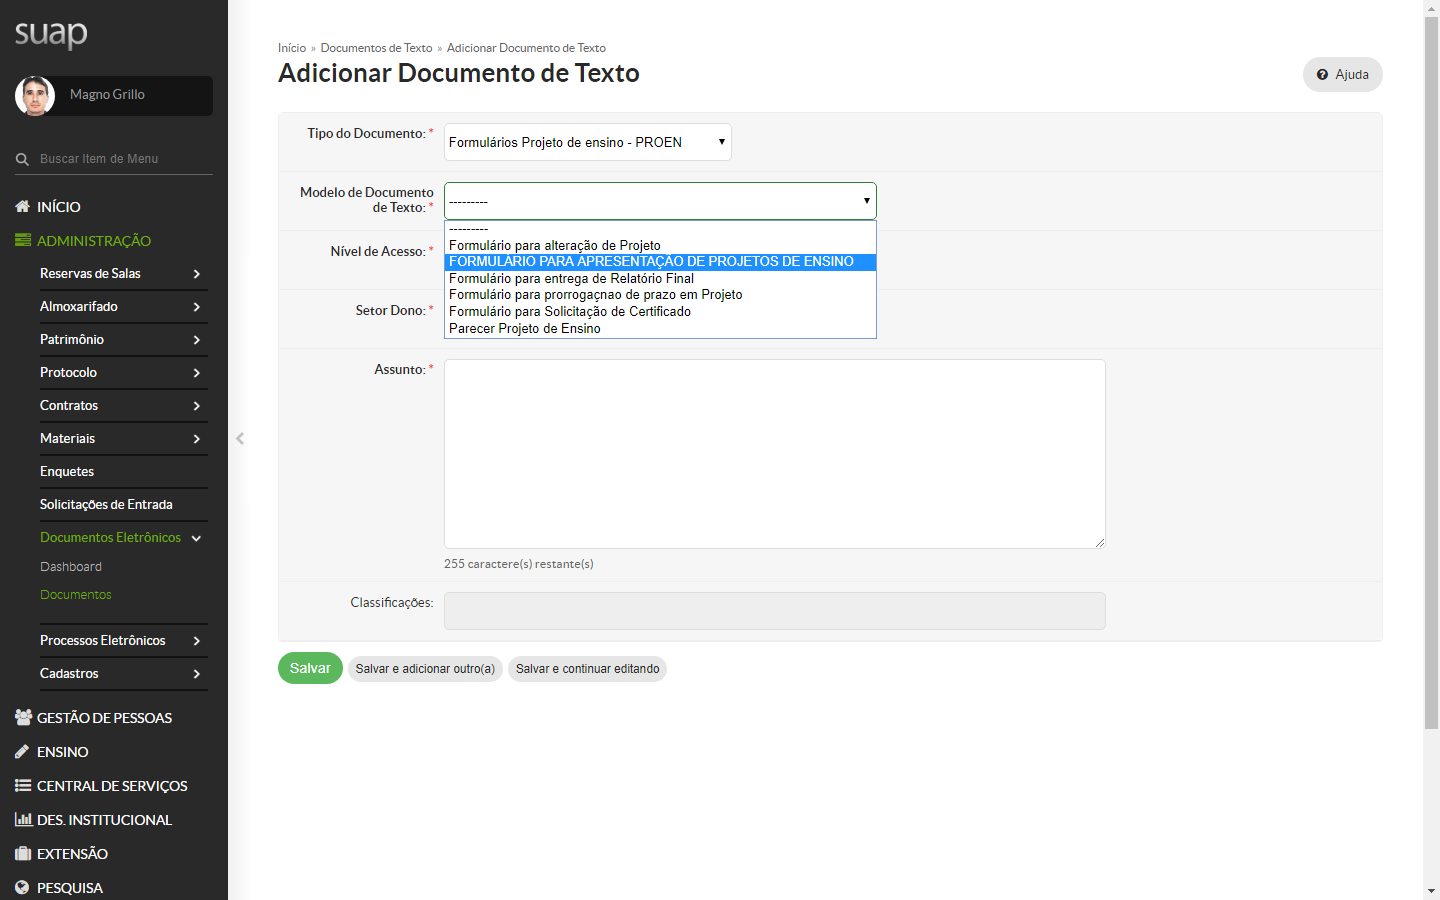 suap
Magno Grillo
Buscar Item de Menu
INÍCIO
ADMINISTRAÇÃO
Reservas de Salas
Almoxarifado
Patrimônio
Protocolo
Contratos
Materiais
Enquetes
Solicitações de Entrada
Documentos Eletrônicos
Dashboard
Documentos
Processos Eletrônicos
Cadastros
GESTÃO DE PESSOAS
ENSINO
CENTRAL DE SERVIÇOS
DES. INSTITUCIONAL
EXTENSÃO
PESQUISA
Início » Documentos de Texto » Adicionar Documento de Texto
Adicionar Documento de Texto
Ajuda
Tipo do Documento: * Formulários Projeto de ensino - PROEN
Modelo de Documento
de Texto: * ---------
---------
Formulário para alteração de Projeto
FORMULÁRIO PARA APRESENTAÇÃO DE PROJETOS DE ENSINO
Formulário para entrega de Relatório Final
Formulário para prorrogaçnao de prazo em Projeto
Formulário para Solicitação de Certificado
Parecer Projeto de Ensino
Nível de Acesso: *
Setor Dono: *
Assunto: *
255 caractere(s) restante(s)
Classificações:
Salvar Salvar e adicionar outro(a) Salvar e continuar editando